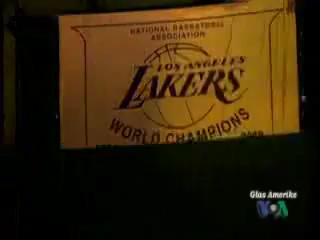 NATIONAL BASKETBALL
ASSOCIATION
LOS ANGELES
LAKERS
WORLD CHAMPIONS
Glas Amerike
VOA